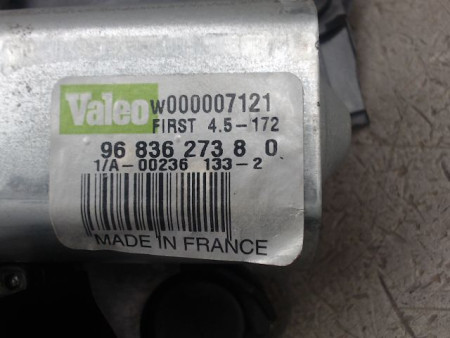 Valeo W000007121
FIRST 4.5-172
96 836 273 8 0
1/A-00236 133-2
MADE IN FRANCE